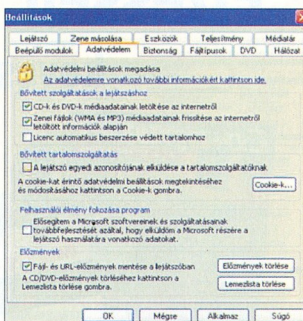 Beállítások
Lejátszó Zene másolása Eszközök Teljesítmény Médiatár
Beépülő modulok Adatvédelem Biztonság Fájltípusok DVD Hálózat
Adatvédelmi beállítások megadása
Az adatvédelemre vonatkozó további információkért kattintson ide.
Bővített szolgáltatások a lejátszáshoz
CD-k és DVD-k médiaadatainak letöltése az internetről
Zenei fájlok (WMA és MP3) médiaadatainak frissítése az internetről
letöltött információk alapján
Licenc automatikus beszerzése védett tartalomhoz
Bővített tartalomszolgáltatás
A lejátszó egyedi azonosítójának elküldése a tartalomszolgáltatóknak
A cookie-kat érintő adatvédelmi beállítások megtekintéséhez
és módosításához kattintson a Cookie-k gombra.
Cookie-k...
Felhasználói élmény fokozása program
Elősegítem a Microsoft szoftvereinek és szolgáltatásainak
továbbfejlesztését azáltal, hogy elküldöm a Microsoft részére a
lejátszó használatára vonatkozó adatokat.
Előzmények
Fájl- és URL-előzmények mentése a lejátszóban
Előzmények törlése
A CD/DVD-előzmények törléséhez kattintson a
Lemezlista törlése gombra.
Lemezlista törlése
OK Mégse Alkalmaz Súgó